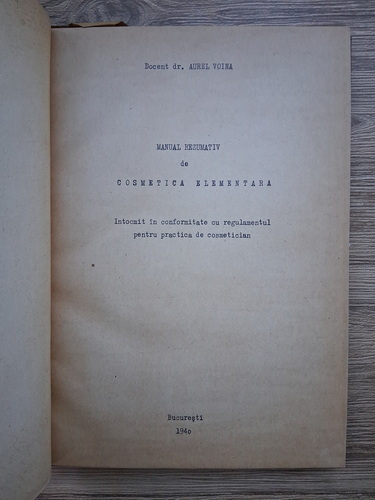 Docent dr. AUREL VOINA
MANUAL REZUMATIV
de
COSMETICA ELEMENTARA
Intocmit în conformitate cu regulamentul
pentru practica de cosmetician
București
1940